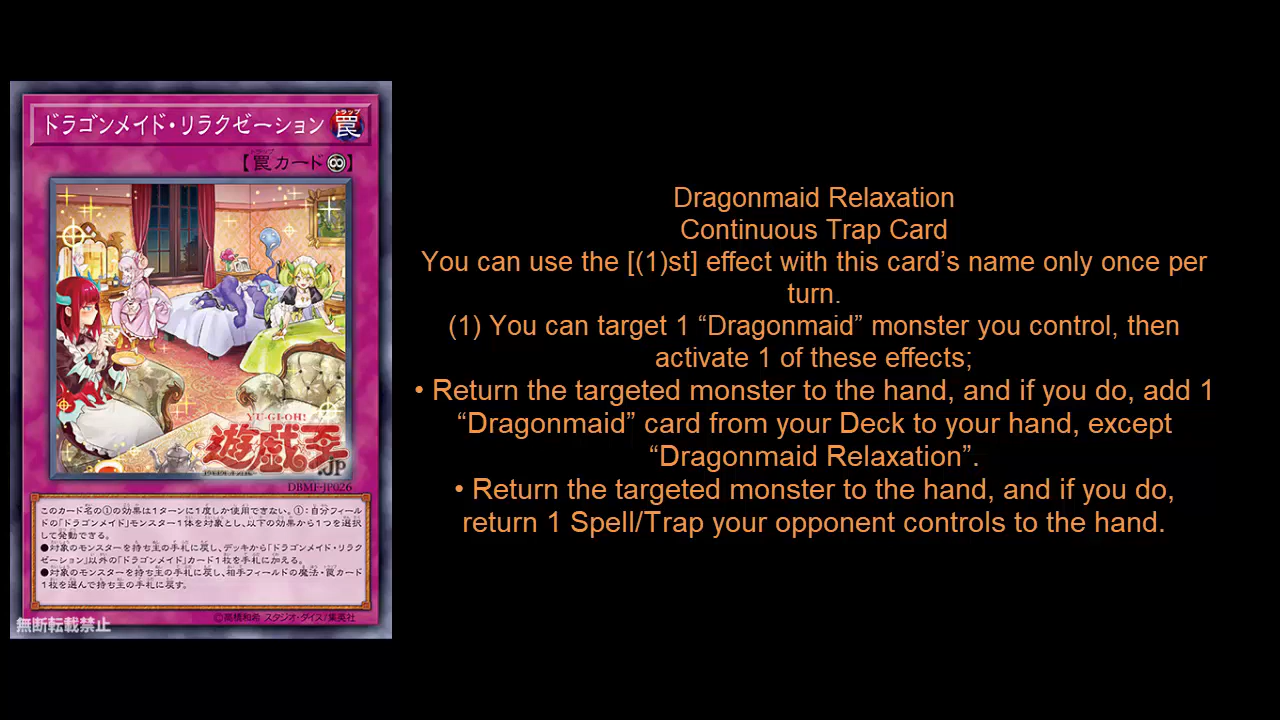 ドラゴンメイド・リラクゼーション
トラップ
罠
【罠カード】
YU-GI-OH!
遊戯王
.JP
DBMF-JP026
このカード名の①の効果は1ターンに1度しか使用できない。①:自分フィール
ドの「ドラゴンメイド」モンスター1体を対象とし、以下の効果から1つを選択
して発動できる。
●対象のモンスターを持ち主の手札に戻し、デッキから「ドラゴンメイド・リラク
ゼーション」以外の「ドラゴンメイド」カード1枚を手札に加える。
●対象のモンスターを持ち主の手札に戻し、相手フィールドの魔法・罠カード
1枚を選んで持ち主の手札に戻す。
©高橋和希 スタジオ・ダイス/集英社
無断転載禁止
Dragonmaid Relaxation
Continuous Trap Card
You can use the [(1)st] effect with this card’s name only once per
turn.
(1) You can target 1 “Dragonmaid” monster you control, then
activate 1 of these effects;
• Return the targeted monster to the hand, and if you do, add 1
“Dragonmaid” card from your Deck to your hand, except
“Dragonmaid Relaxation”.
• Return the targeted monster to the hand, and if you do,
return 1 Spell/Trap your opponent controls to the hand.